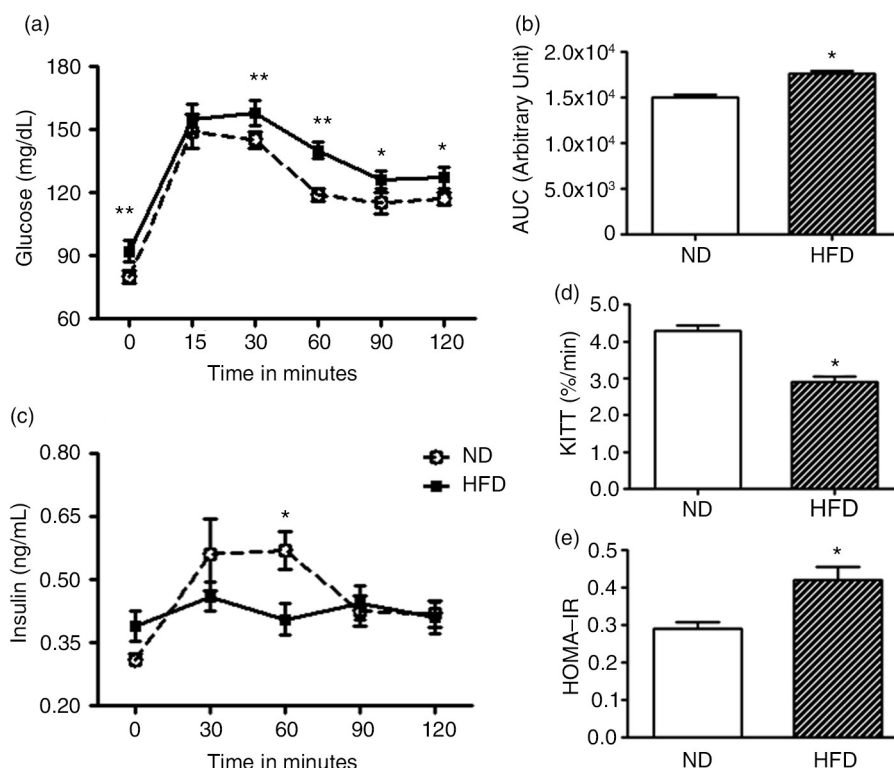 (a)
**
**
**
*
*
180
150
120
90
60
Glucose (mg/dL)
0 15 30 60 90 120
Time in minutes
(b)
*
2.0x10⁴
1.5x10⁴
1.0x10⁴
5.0x10³
0
AUC (Arbitrary Unit)
ND HFD
(c)
ND
HFD
*
0.80
0.65
0.50
0.35
0.20
Insulin (ng/mL)
0 30 60 90 120
Time in minutes
(d)
*
4.0
4.0
3.0
2.0
1.0
0.0
KITT (%/min)
ND HFD
(e)
*
0.5
0.4
0.3
0.2
0.1
0.0
HOMA–IR
ND HFD